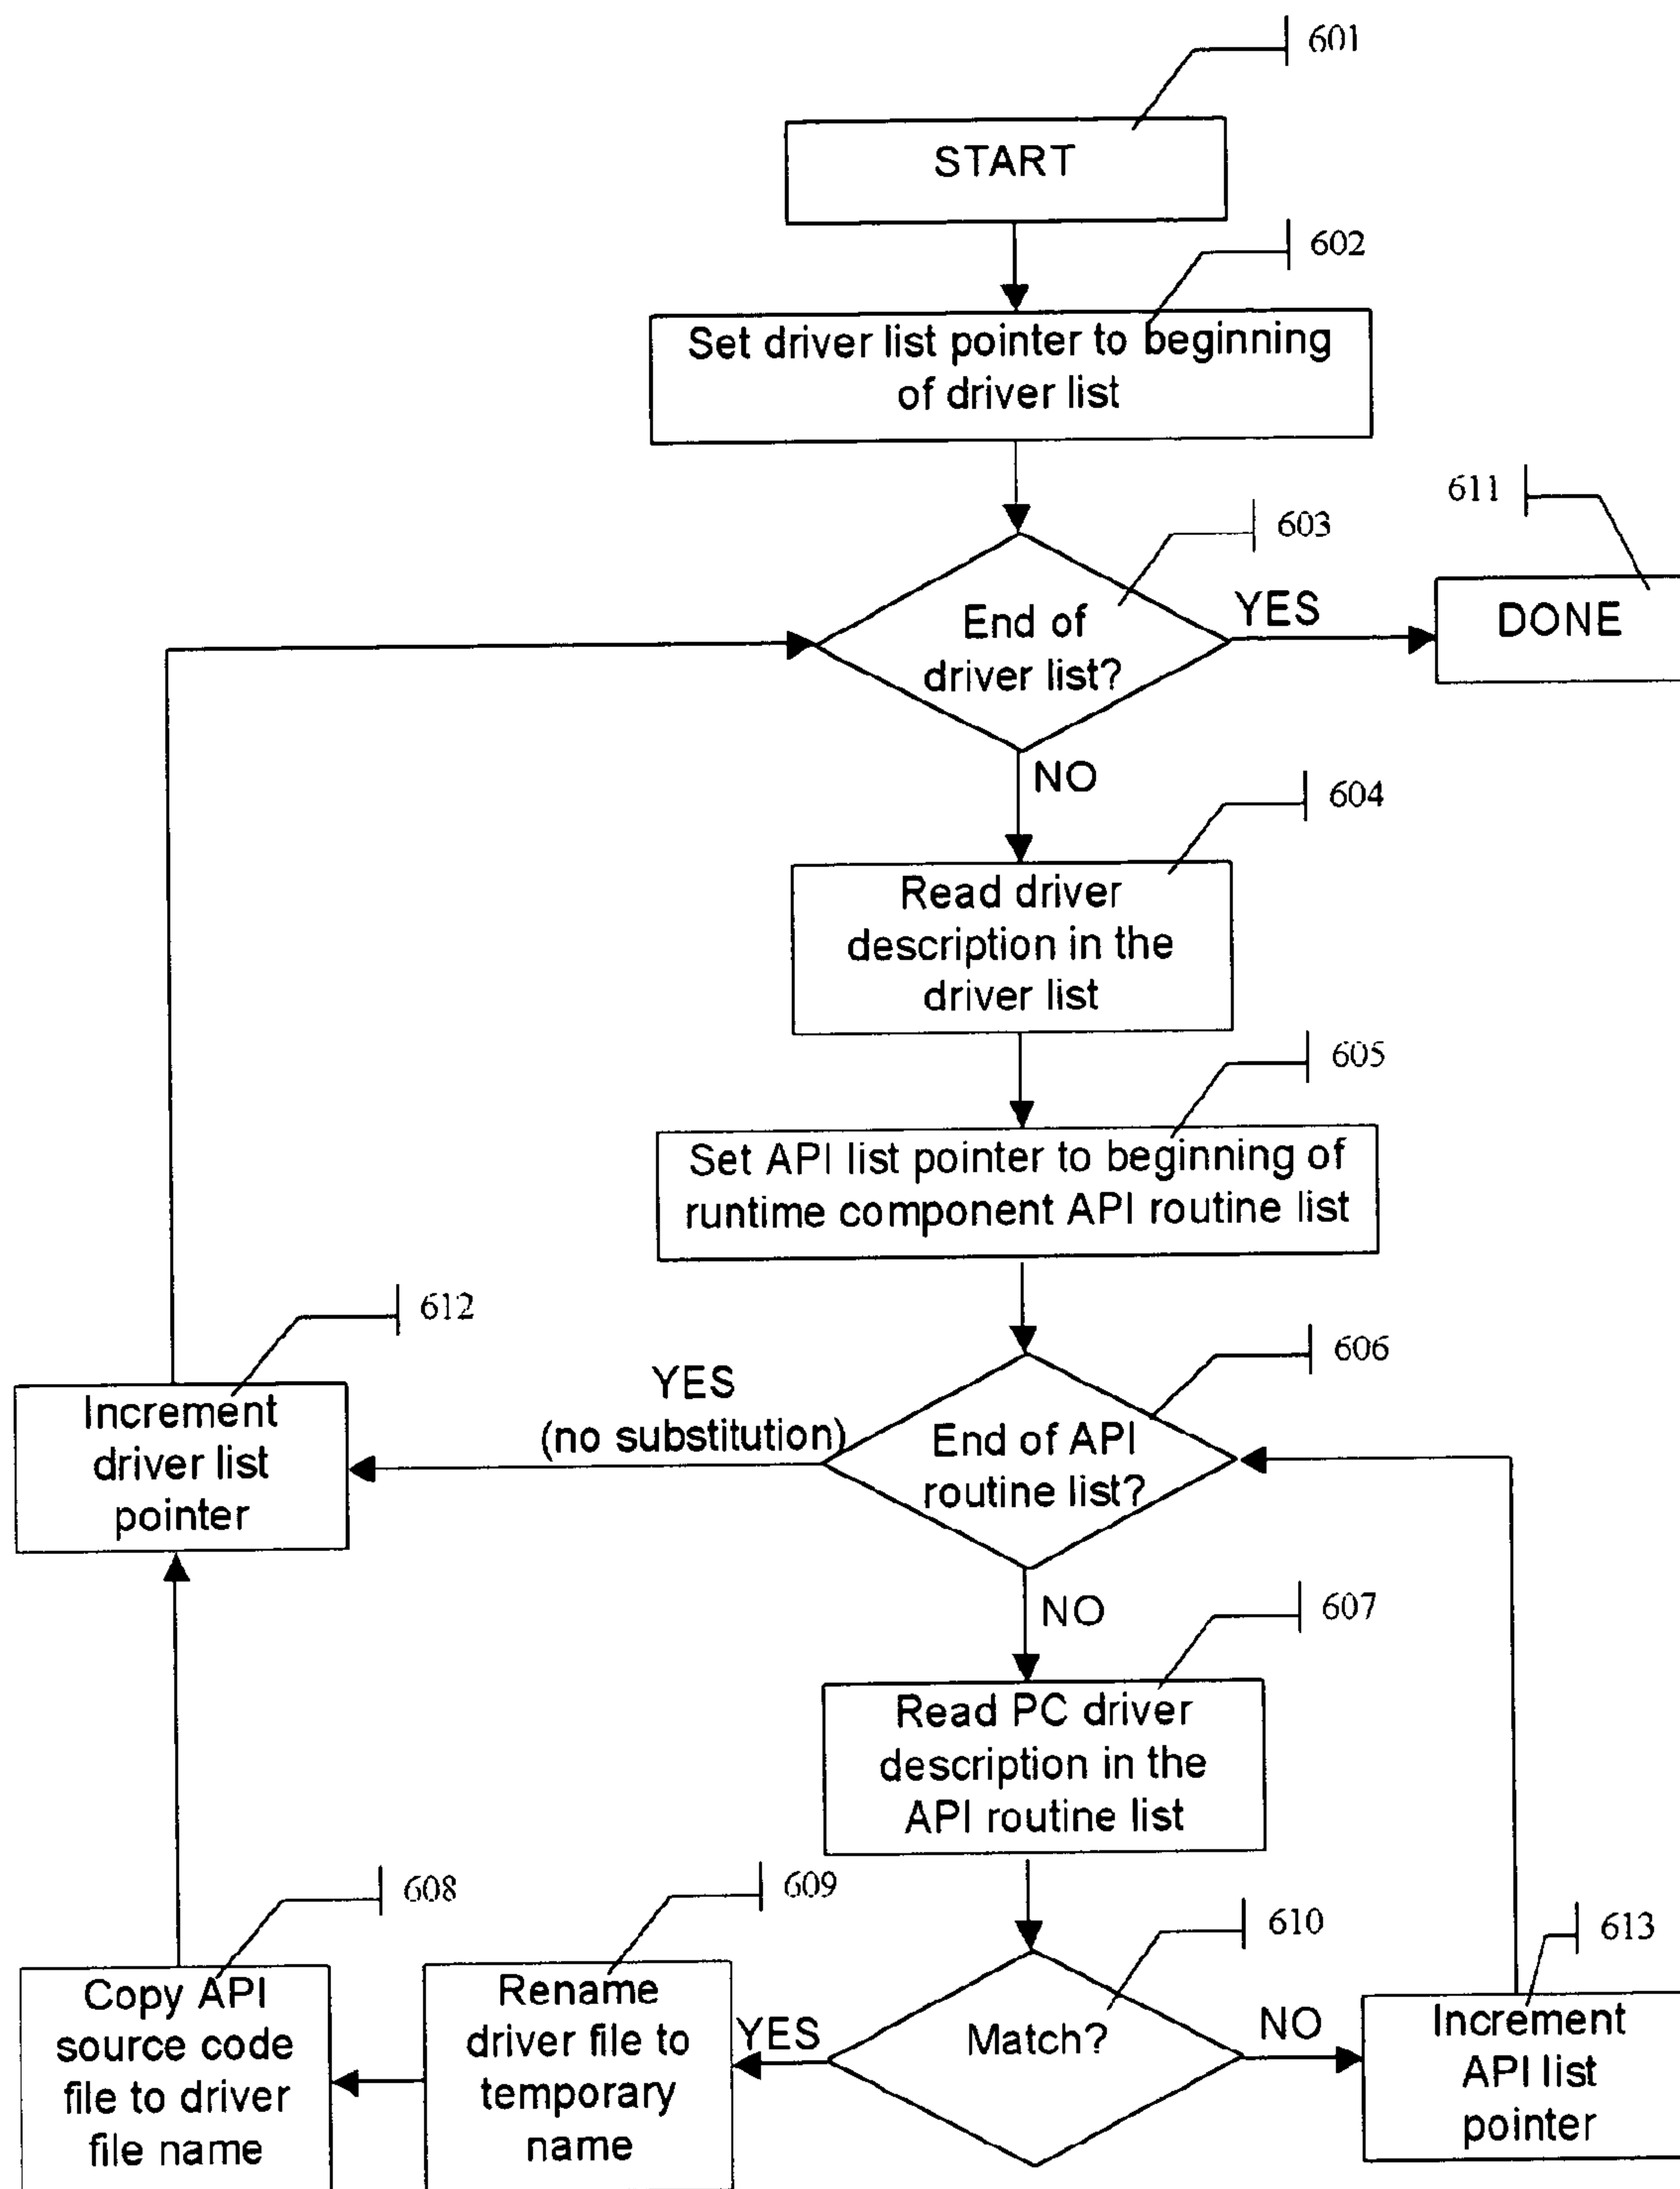 601
START
602
Set driver list pointer to beginning
of driver list
611
603
End of
driver list?
YES
DONE
NO
604
Read driver
description in the
driver list
605
Set API list pointer to beginning of
runtime component API routine list
612
606
Increment
driver list
pointer
YES
(no substitution)
End of API
routine list?
NO
607
Read PC driver
description in the
API routine list
608
609
610
613
Copy API
source code
file to driver
file name
Rename
driver file to
temporary
name
YES
Match?
NO
Increment
API list
pointer